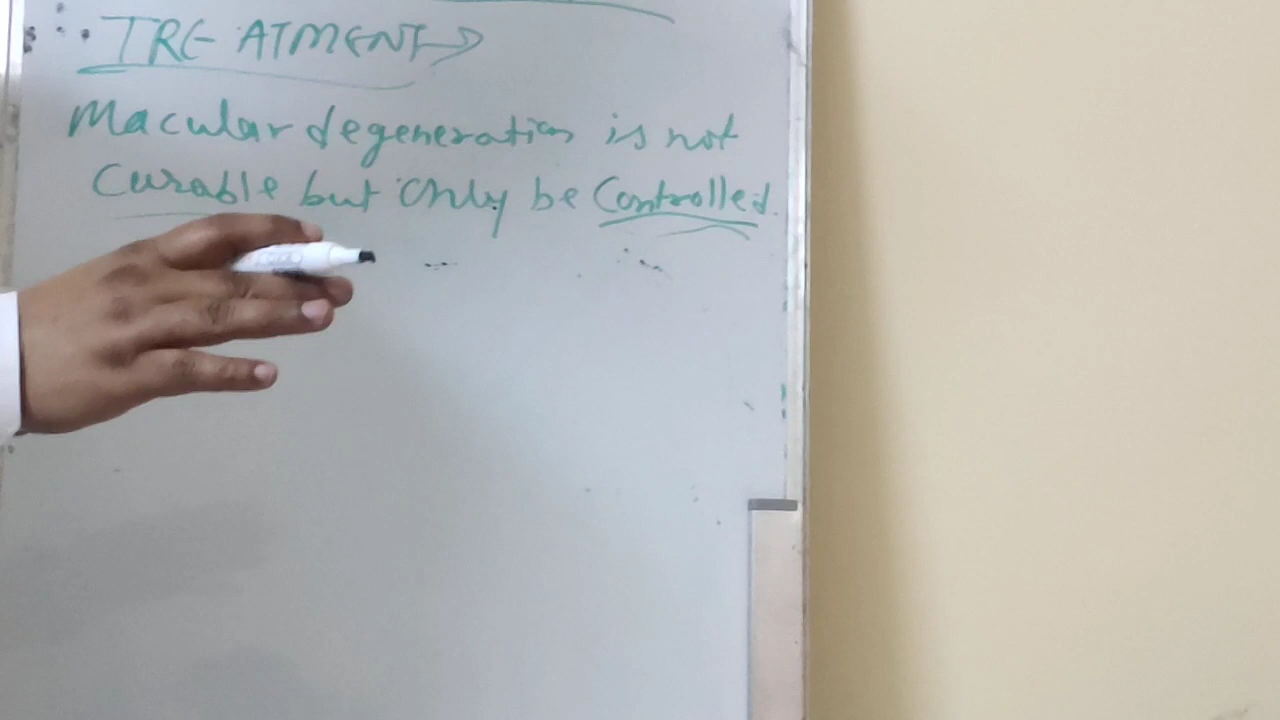 TREATMENT→
Macular degeneration is not
Curable but only be Controlled.